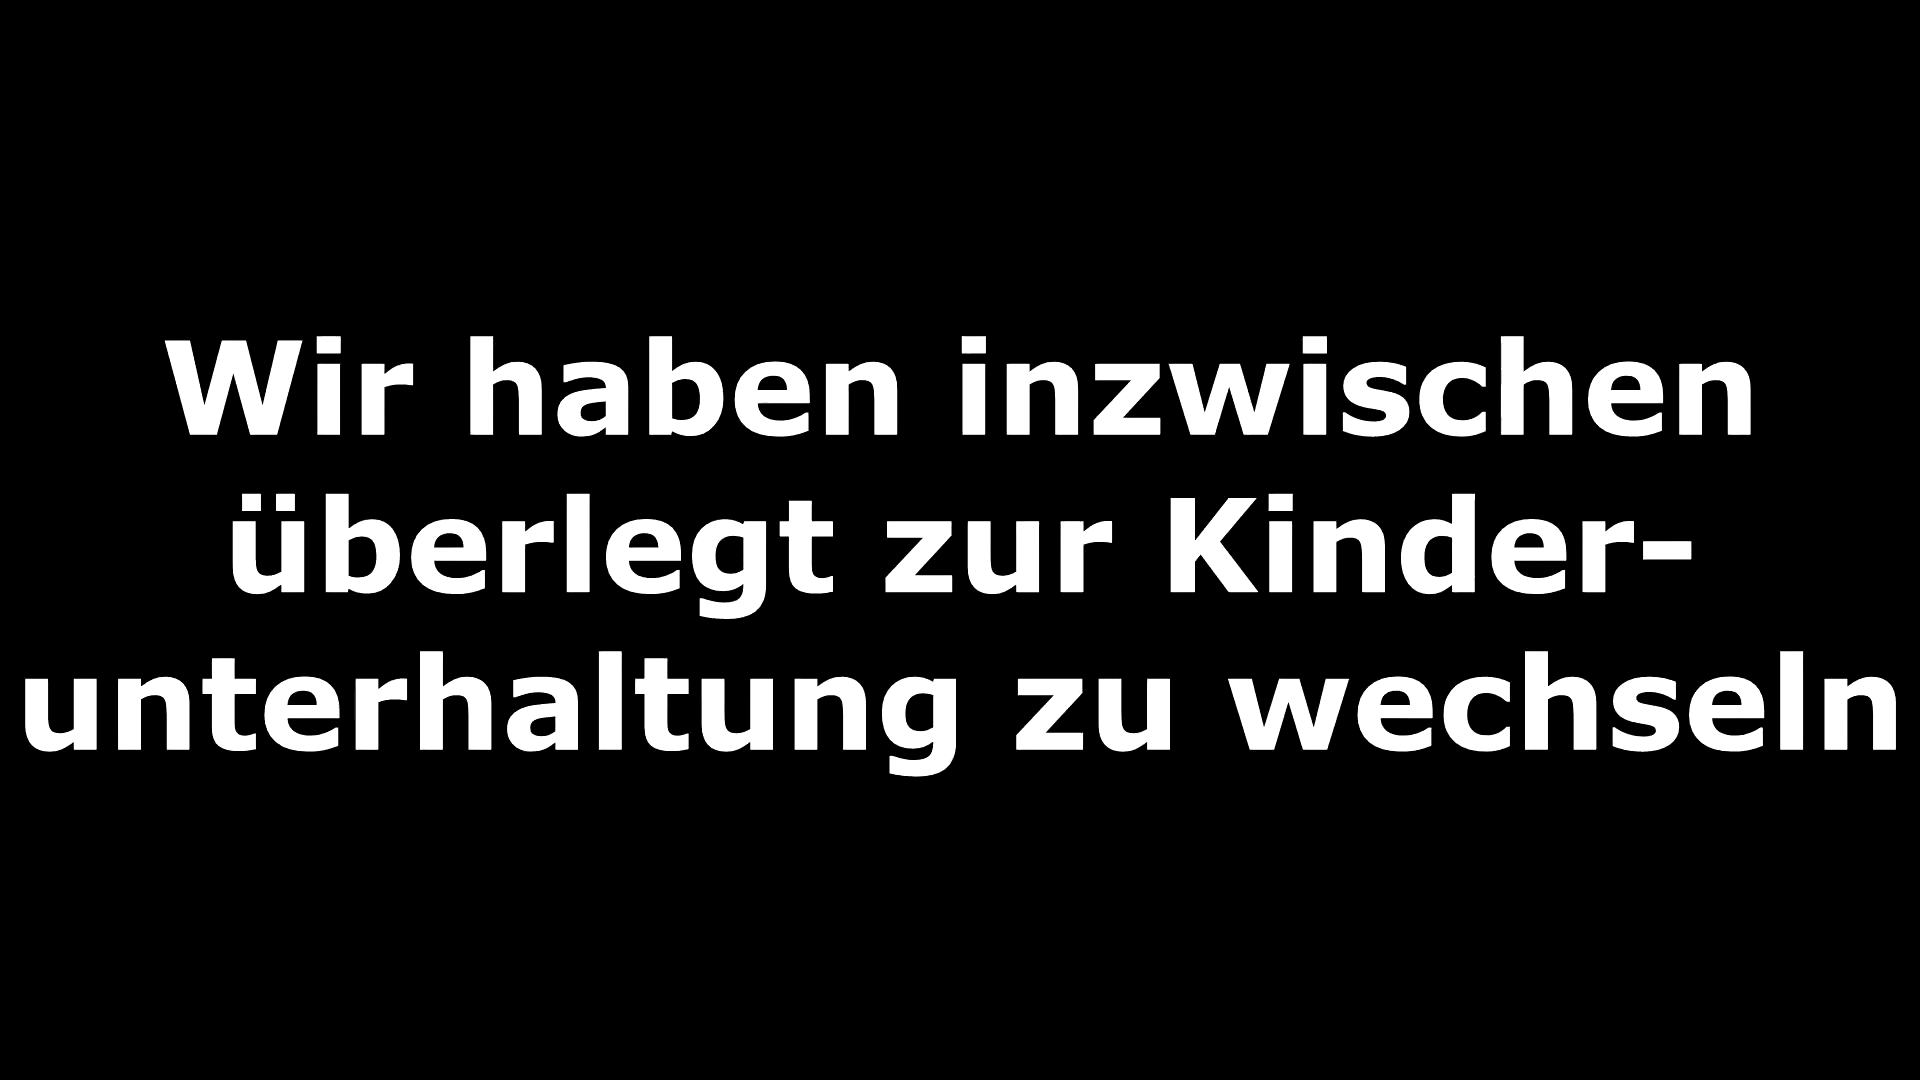 Wir haben inzwischen
überlegt zur Kinder-
unterhaltung zu wechseln